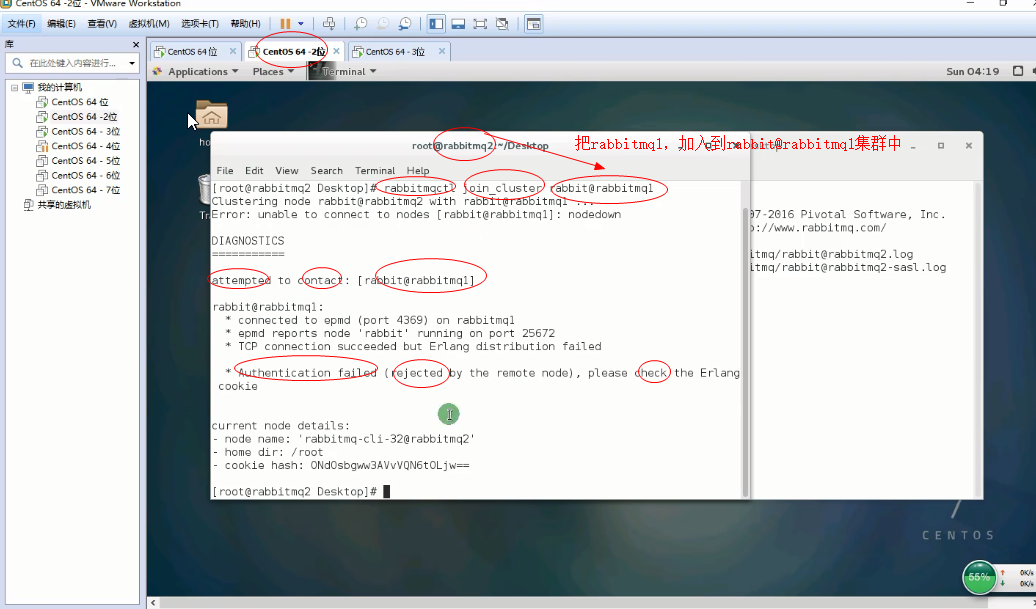 CentOS 64 -2位 - VMware Workstation
文件(F) 编辑(E) 查看(V) 虚拟机(M) 选项卡(T) 帮助(H)
库
在此处键入内容进行...
我的计算机
CentOS 64 位
CentOS 64 -2位
CentOS 64 - 3位
CentOS 64 - 4位
CentOS 64 - 5位
CentOS 64 - 6位
CentOS 64 - 7位
共享的虚拟机
CentOS 64 位
CentOS 64 -2位
CentOS 64 - 3位
Applications Places Terminal Sun 04:19
root@rabbitmq2:~/Desktop
把rabbitmq1，加入到rabbit@rabbitmq1集群中
File Edit View Search Terminal Help
[root@rabbitmq2 Desktop]# rabbitmqctl join_cluster rabbit@rabbitmq1
Clustering node rabbit@rabbitmq2 with rabbit@rabbitmq1 ...
Error: unable to connect to nodes [rabbit@rabbitmq1]: nodedown
DIAGNOSTICS
===========
attempted to contact: [rabbit@rabbitmq1]
rabbit@rabbitmq1:
* connected to epmd (port 4369) on rabbitmq1
* epmd reports node 'rabbit' running on port 25672
* TCP connection succeeded but Erlang distribution failed
* Authentication failed (rejected by the remote node), please check the Erlang
cookie
current node details:
- node name: 'rabbitmq-cli-32@rabbitmq2'
- home dir: /root
- cookie hash: ONdOsbgww3AVvVQN6tOLjw==
[root@rabbitmq2 Desktop]#
07-2016 Pivotal Software, Inc.
p://www.rabbitmq.com/
itmq/rabbit@rabbitmq2.log
itmq/rabbit@rabbitmq2-sasl.log
ho
Tr
7
CENTOS
55%
0K/s
0K/s